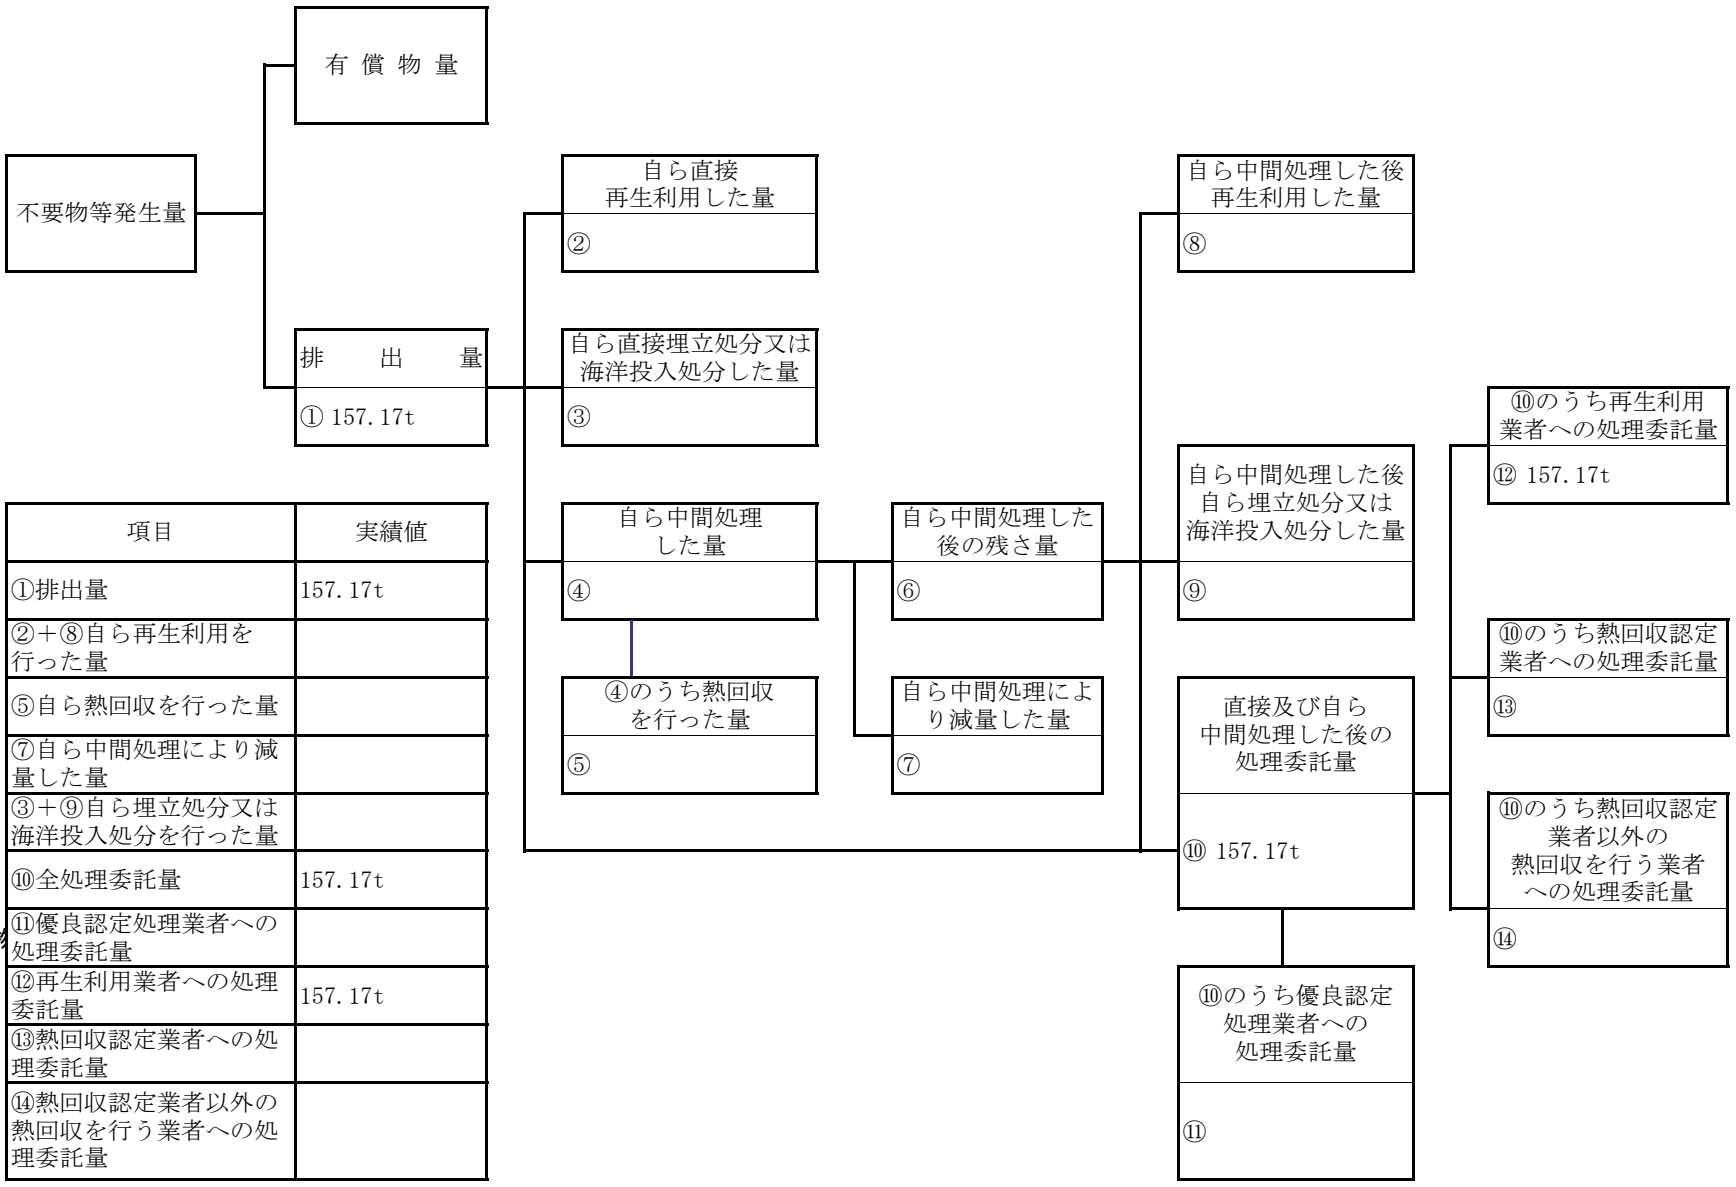 有償物量
不要物等発生量
排出量
① 157.17t
自ら直接
再生利用した量
②
自ら直接埋立処分又は
海洋投入処分した量
③
自ら中間処理
した量
④
④のうち熱回収
を行った量
⑤
自ら中間処理した
後の残さ量
⑥
自ら中間処理によ
り減量した量
⑦
自ら中間処理した後
再生利用した量
⑧
自ら中間処理した後
自ら埋立処分又は
海洋投入処分した量
⑨
直接及び自ら
中間処理した後の
処理委託量
⑩ 157.17t
⑩のうち優良認定
処理業者への
処理委託量
⑪
⑩のうち再生利用
業者への処理委託量
⑫ 157.17t
⑩のうち熱回収認定
業者への処理委託量
⑬
⑩のうち熱回収認定
業者以外の
熱回収を行う業者
への処理委託量
⑭
項目 実績値
①排出量 157.17t
②＋⑧自ら再生利用を
行った量
⑤自ら熱回収を行った量
⑦自ら中間処理により減
量した量
③＋⑨自ら埋立処分又は
海洋投入処分を行った量
⑩全処理委託量 157.17t
⑪優良認定処理業者への
処理委託量
⑫再生利用業者への処理
委託量 157.17t
⑬熱回収認定業者への処
理委託量
⑭熱回収認定業者以外の
熱回収を行う業者への処
理委託量